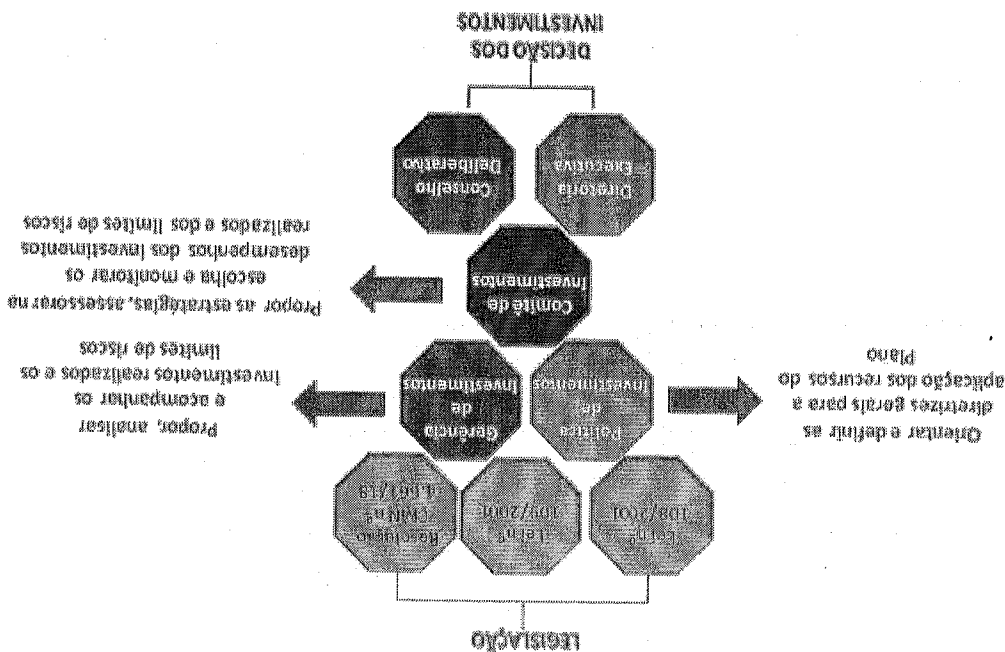 LEGISLAÇÃO
Lei nº
108/2001
Lei nº
109/2001
Resolução
CMN nº
4.661/18
Orientar e definir as
diretrizes gerais para a
aplicação dos recursos do
Plano
Política
de
Investimentos
Gerência
de
Investimentos
Propor, analisar
e acompanhar os
investimentos realizados e os
limites de riscos
Comitê de
Investimentos
Propor as estratégias, assessorar na
escolha e monitorar os
desempenhos dos investimentos
realizados e dos limites de riscos
Diretoria
Executiva
Conselho
Deliberativo
DECISÃO DOS
INVESTIMENTOS